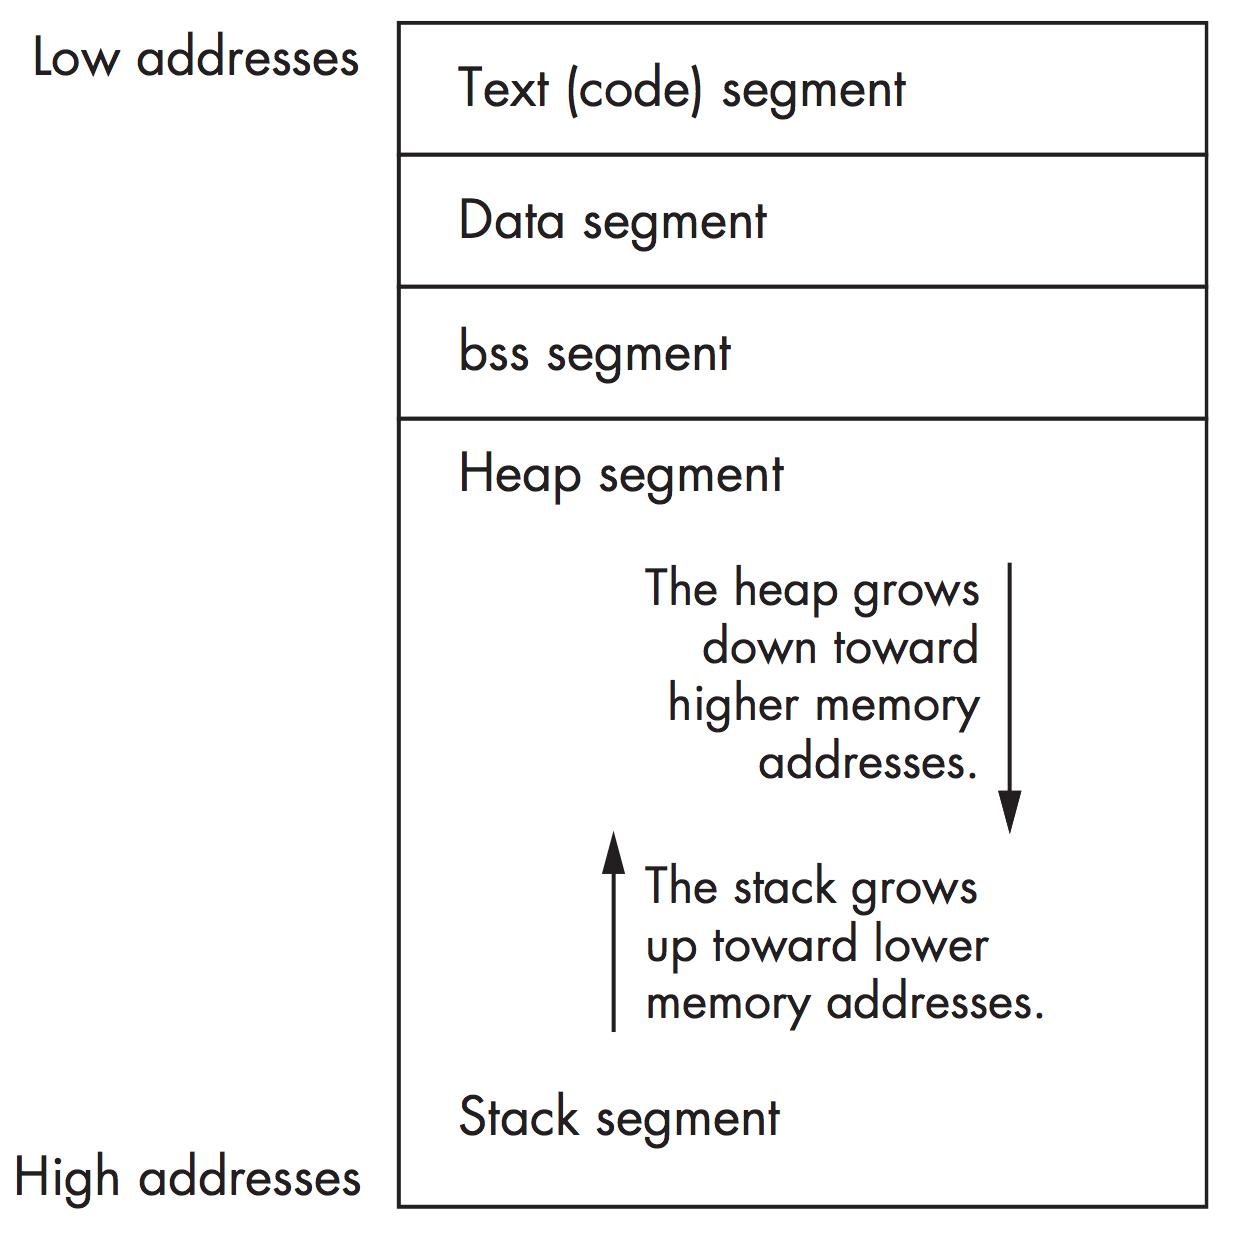 Low addresses
Text (code) segment
Data segment
bss segment
Heap segment
The heap grows
down toward
higher memory
addresses.
The stack grows
up toward lower
memory addresses.
Stack segment
High addresses